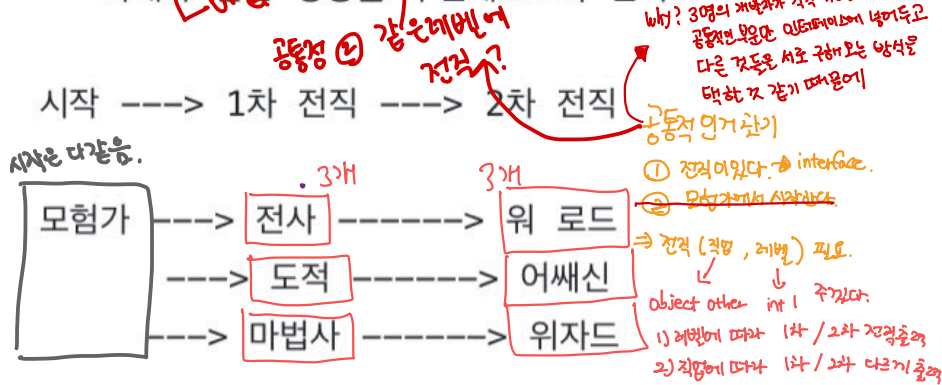 공통점 ② 같은레벨에
전직?
why? 3명의 개발자가 각각
공통적인 부분만 인터페이스에 넣어두고
다른 것들은 서로 구해오는 방식을
택한 것 같기 때문에
시작 ---> 1차 전직 ---> 2차 전직
공통적인거 찾기
시작은 다같음.
3개 3개
① 전직이있다. → interface.
② 모험가에서 시작한다.
모험가 ---> 전사 ------> 워 로드
⇒ 전직 (직업, 레벨) 필요.
---> 도적 ------> 어쌔신
object other int l 주겠다.
---> 마법사 ------> 위자드
1) 레벨에 따라 1차/2차 전직출력
2) 직업에 따라 1차/2차 다르게 출력